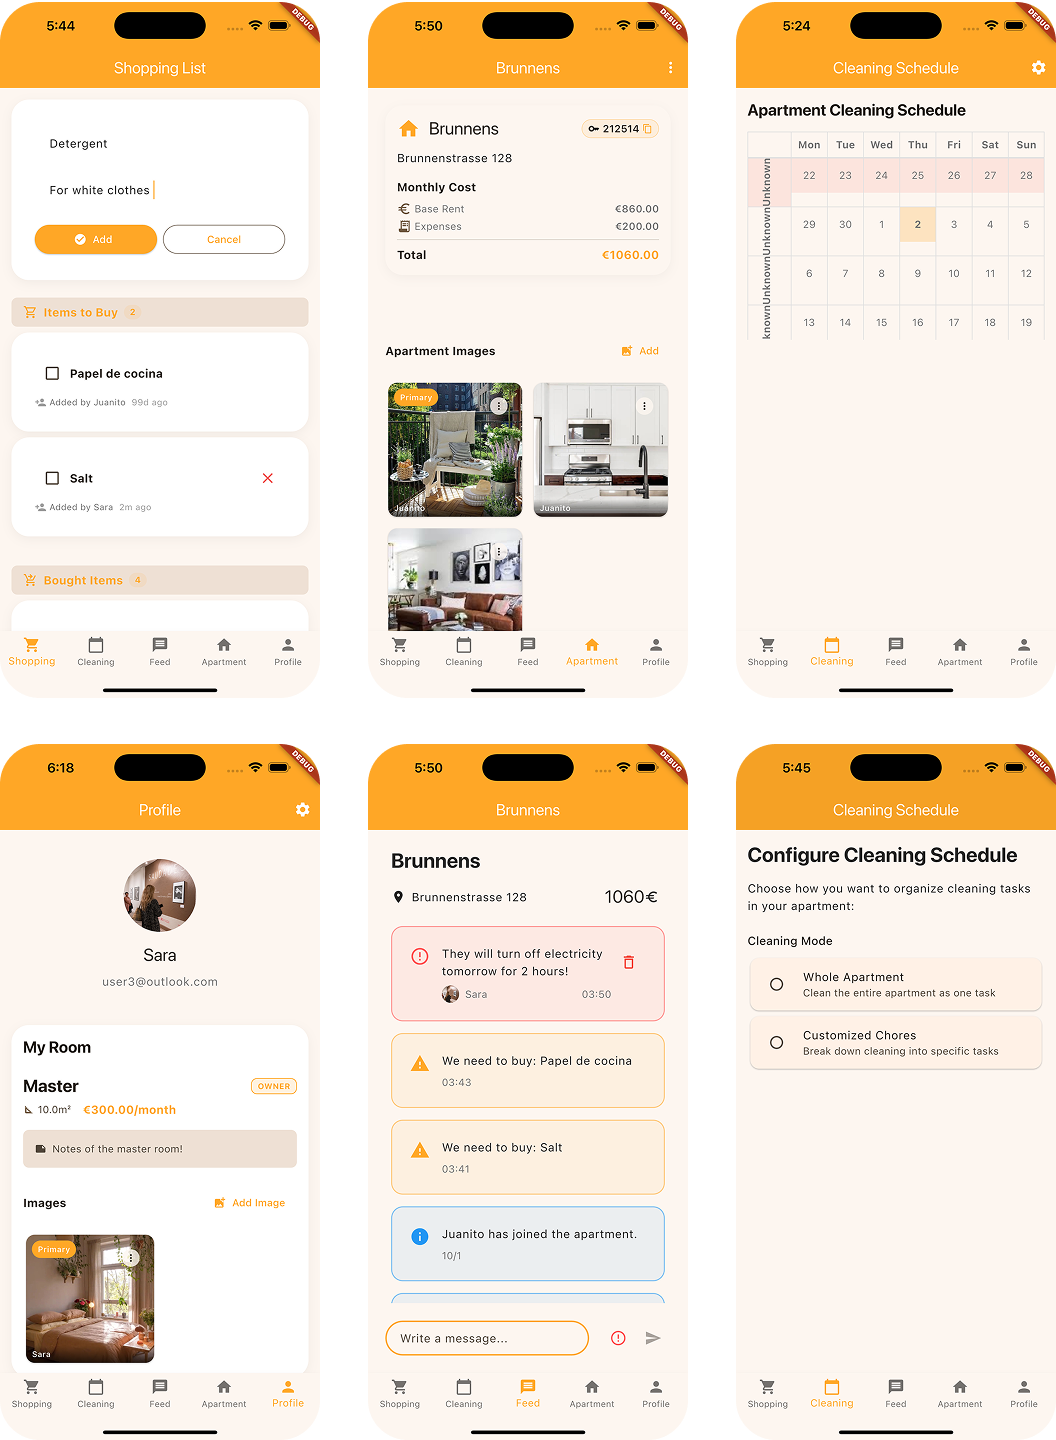 5:44
DEBUG
Shopping List
Detergent
For white clothes
Add
Cancel
Items to Buy 2
Papel de cocina
Added by Juanito 99d ago
Salt
Added by Sara 2m ago
Bought Items 4
Shopping Cleaning Feed Apartment Profile
5:50
DEBUG
Brunnens
Brunnens
212514
Brunnenstrasse 128
Monthly Cost
Base Rent €860.00
Expenses €200.00
Total €1060.00
Apartment Images Add
Primary
Juanito
Juanito
Shopping Cleaning Feed Apartment Profile
5:24
DEBUG
Cleaning Schedule
Apartment Cleaning Schedule
Mon Tue Wed Thu Fri Sat Sun
Unknown 22 23 24 25 26 27 28
Unknown 29 30 1 2 3 4 5
Unknown 6 7 8 9 10 11 12
known 13 14 15 16 17 18 19
Shopping Cleaning Feed Apartment Profile
6:18
DEBUG
Profile
Sara
user3@outlook.com
My Room
Master OWNER
10.0m² €300.00/month
Notes of the master room!
Images Add Image
Primary
Sara
Shopping Cleaning Feed Apartment Profile
5:50
DEBUG
Brunnens
Brunnens
Brunnenstrasse 128 1060€
They will turn off electricity
tomorrow for 2 hours!
Sara 03:50
We need to buy: Papel de cocina
03:43
We need to buy: Salt
03:41
Juanito has joined the apartment.
10/1
Write a message...
Shopping Cleaning Feed Apartment Profile
5:45
DEBUG
Cleaning Schedule
Configure Cleaning Schedule
Choose how you want to organize cleaning tasks
in your apartment:
Cleaning Mode
Whole Apartment
Clean the entire apartment as one task
Customized Chores
Break down cleaning into specific tasks
Shopping Cleaning Feed Apartment Profile